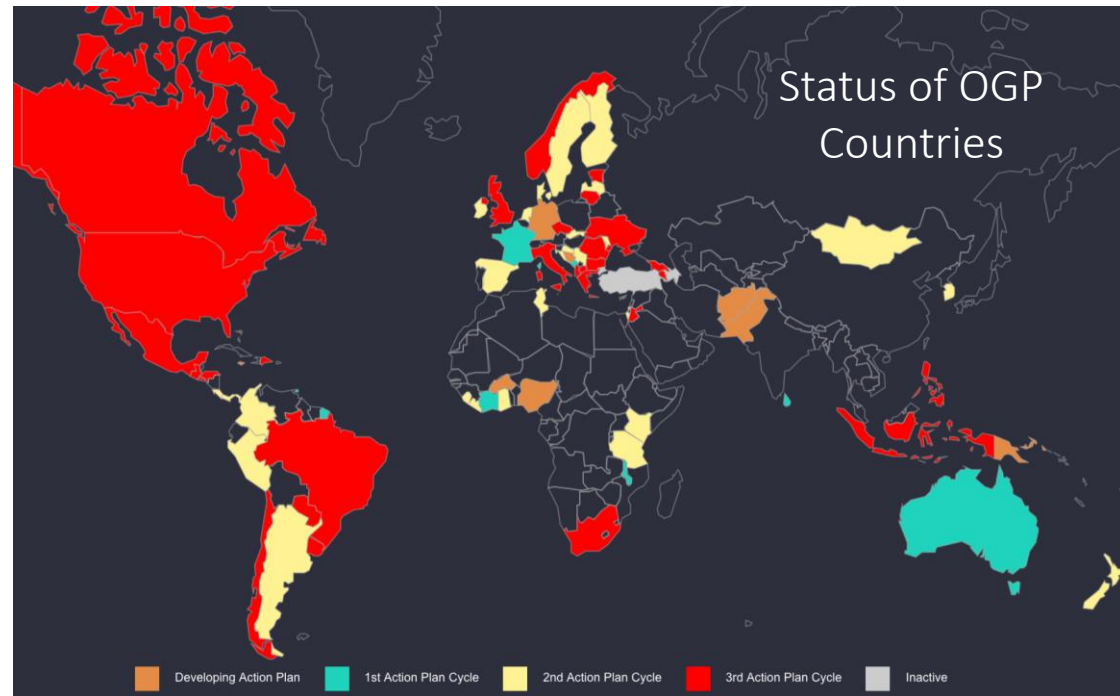 Status of OGP
Countries
Developing Action Plan
1st Action Plan Cycle
2nd Action Plan Cycle
3rd Action Plan Cycle
Inactive